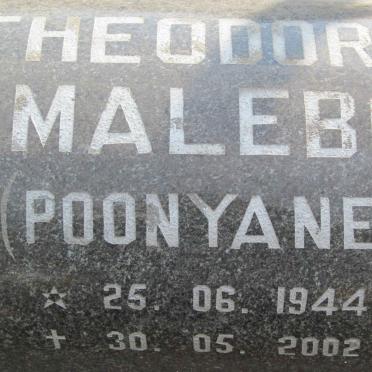 THEODOR
MALEB
(POONYANE
☆ 25. 06. 1944
✝ 30. 05. 2002